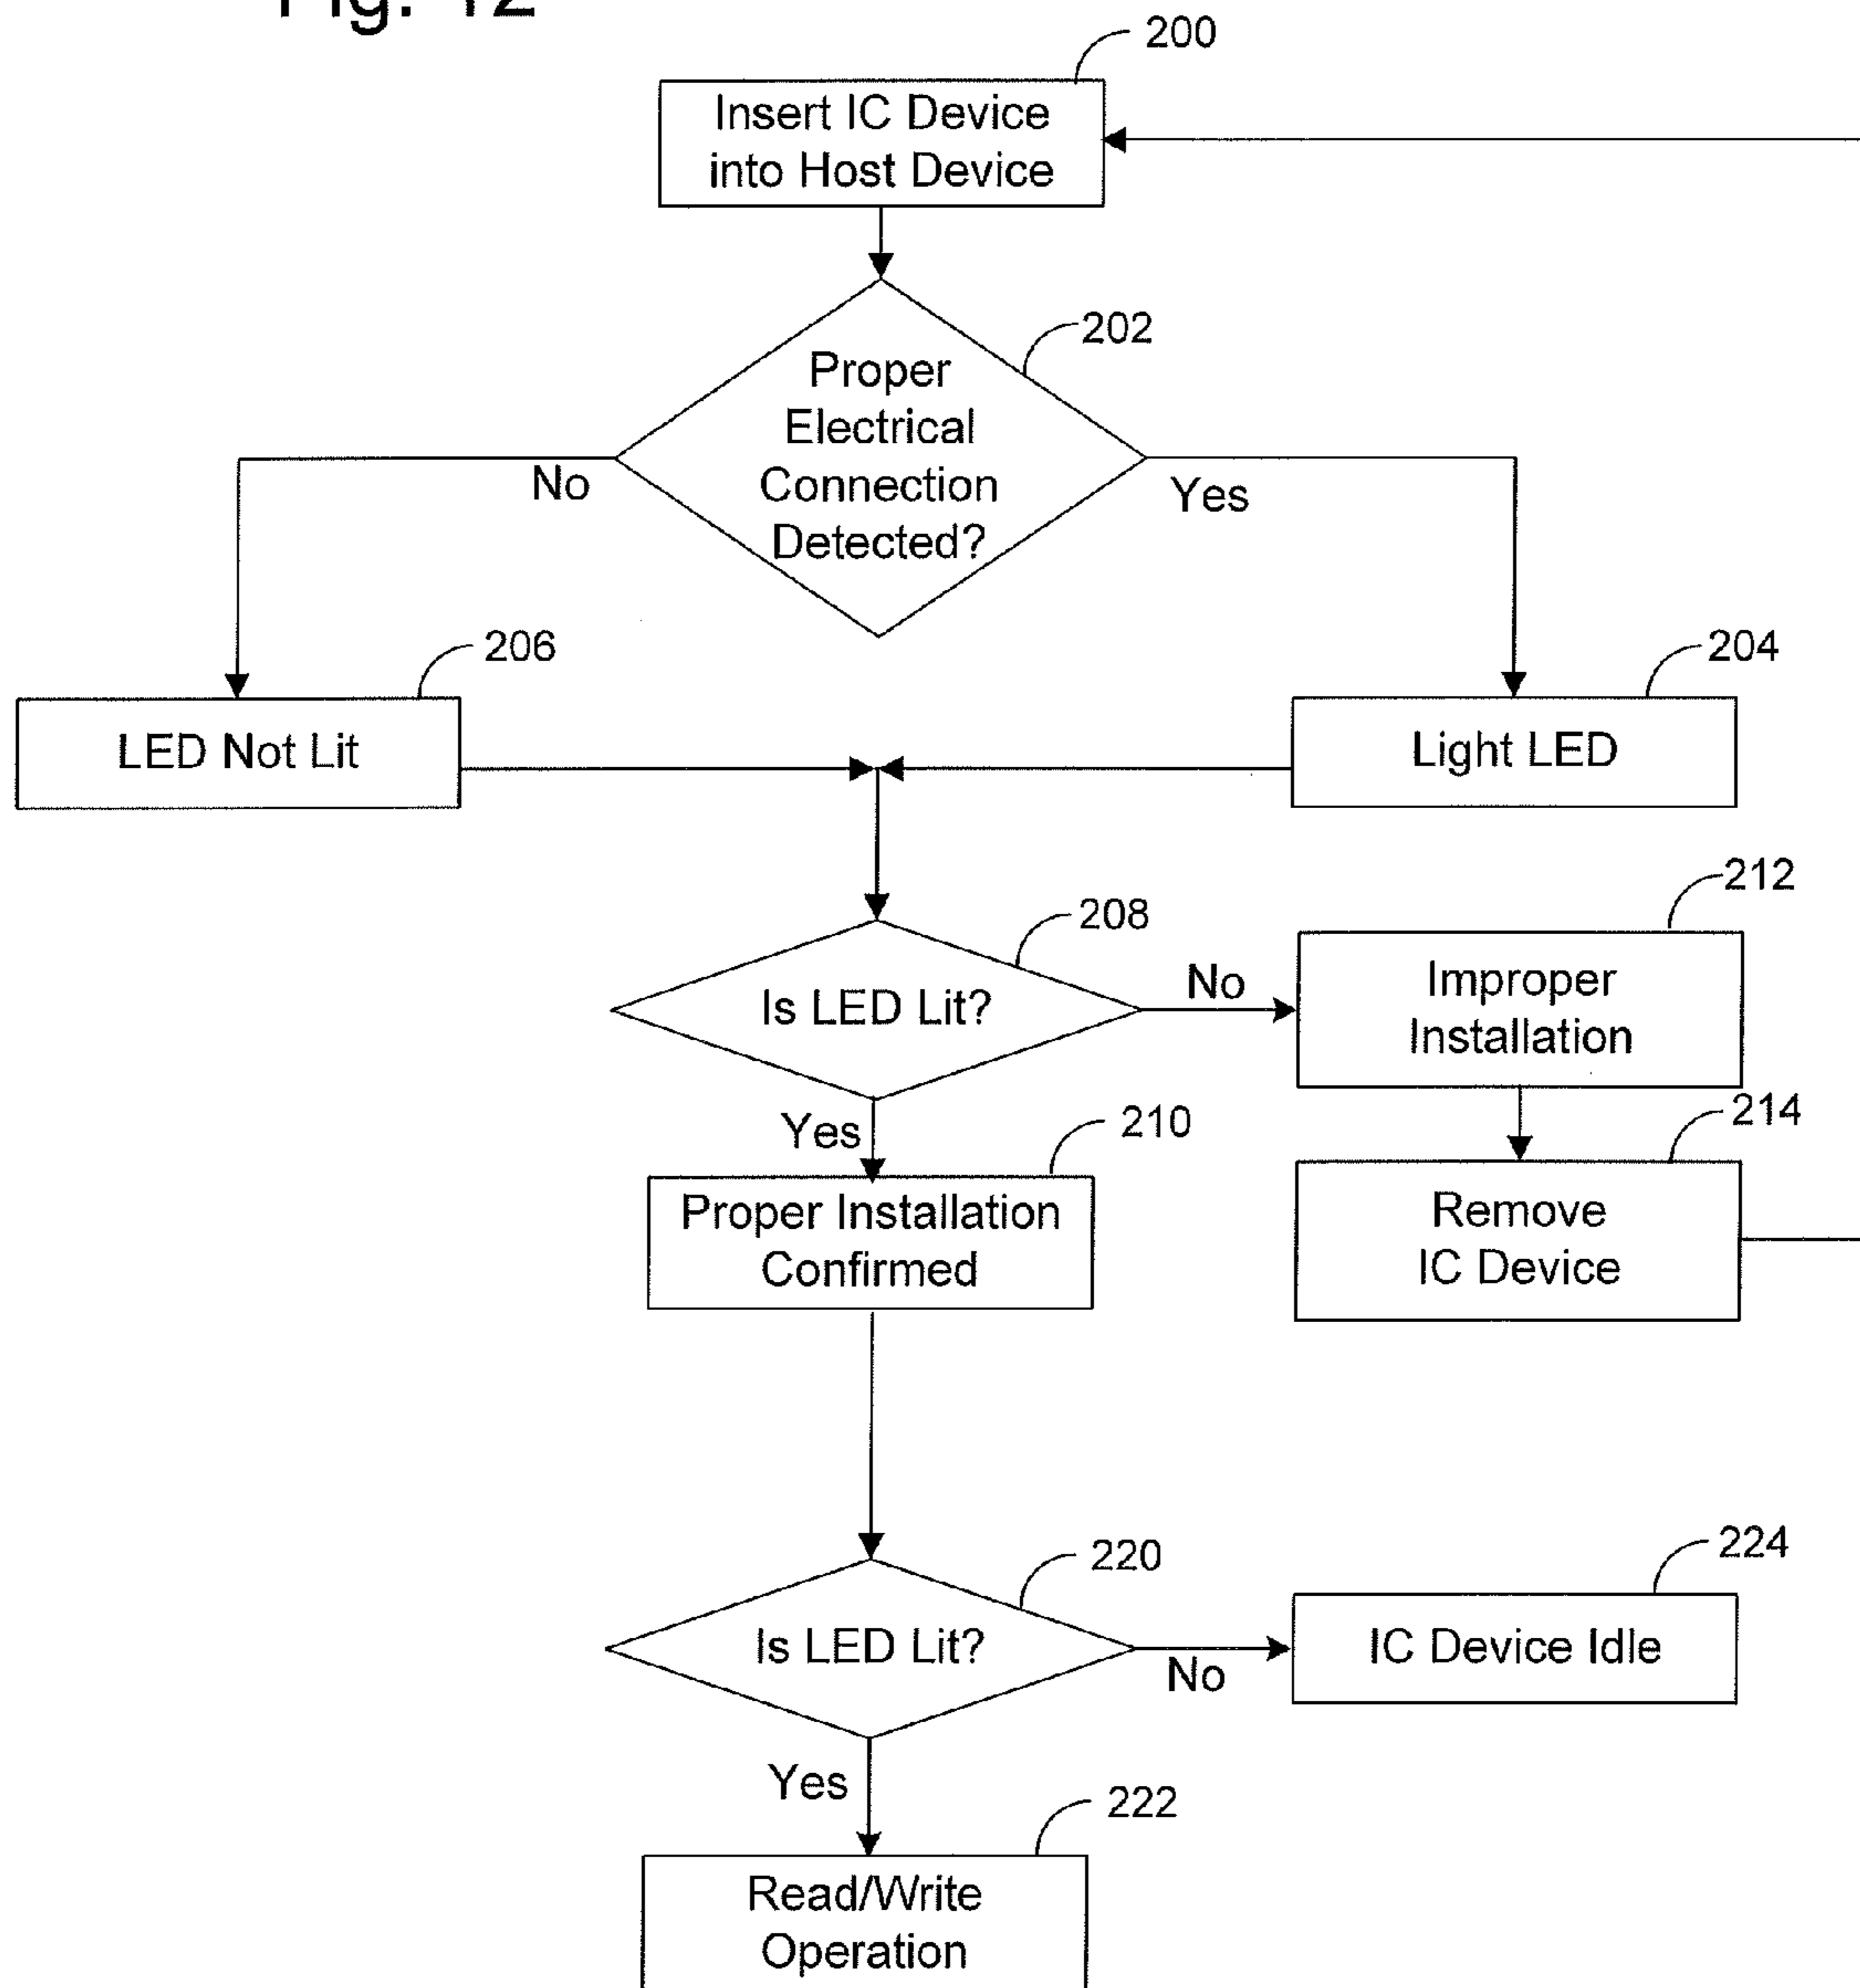 Fig. 12
200
Insert IC Device
into Host Device
202
Proper
Electrical
Connection
Detected?
No
Yes
206
LED Not Lit
204
Light LED
208
Is LED Lit?
No
212
Improper
Installation
Yes
210
Proper Installation
Confirmed
214
Remove
IC Device
220
Is LED Lit?
No
224
IC Device Idle
Yes
222
Read/Write
Operation